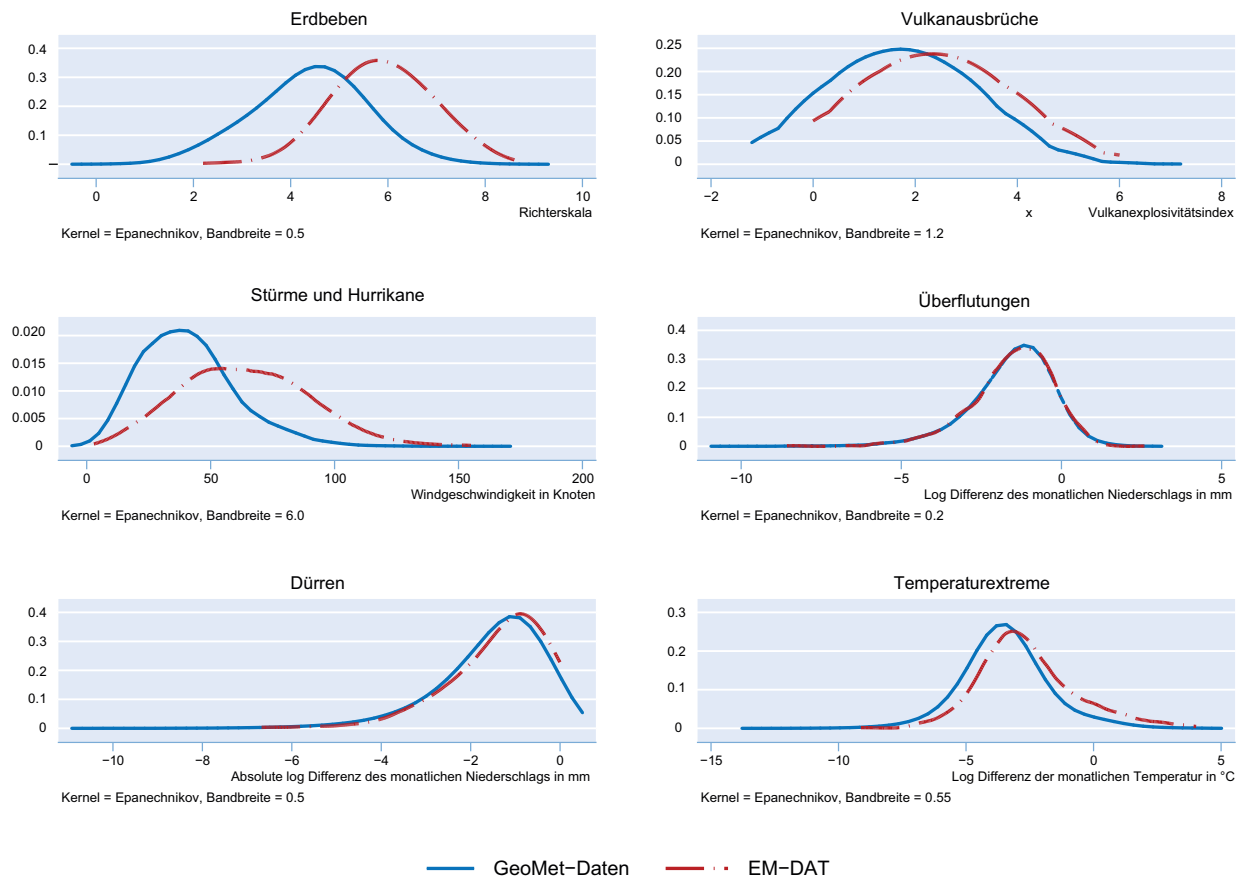 Erdbeben
0.4
0.3
0.2
0.1
–
0 2 4 6 8 10
Richterskala
Kernel = Epanechnikov, Bandbreite = 0.5
Vulkanausbrüche
0.25
0.20
0.15
0.10
0.05
0
−2 0 2 4 6 8
x Vulkanexplosivitätsindex
Kernel = Epanechnikov, Bandbreite = 1.2
Stürme und Hurrikane
0.020
0.015
0.010
0.005
0
0 50 100 150 200
Windgeschwindigkeit in Knoten
Kernel = Epanechnikov, Bandbreite = 6.0
Überflutungen
0.4
0.3
0.2
0.1
0
−10 −5 0 5
Log Differenz des monatlichen Niederschlags in mm
Kernel = Epanechnikov, Bandbreite = 0.2
Dürren
0.4
0.3
0.2
0.1
0
−10 −8 −6 −4 −2 0
Absolute log Differenz des monatlichen Niederschlags in mm
Kernel = Epanechnikov, Bandbreite = 0.5
Temperaturextreme
0.3
0.2
0.1
0
−15 −10 −5 0 5
Log Differenz der monatlichen Temperatur in °C
Kernel = Epanechnikov, Bandbreite = 0.55
GeoMet−Daten EM−DAT